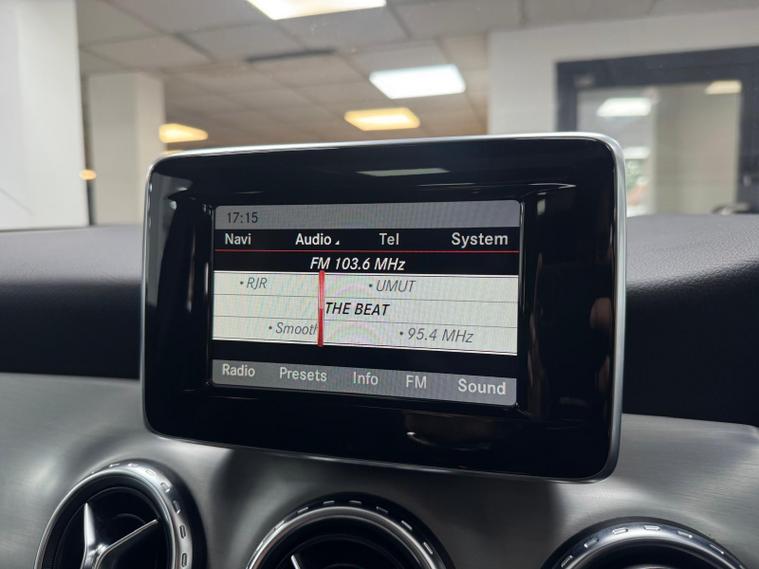 17:15
Navi Audio Tel System
FM 103.6 MHz
• RJR • UMUT
THE BEAT
• Smooth • 95.4 MHz
Radio Presets Info FM Sound